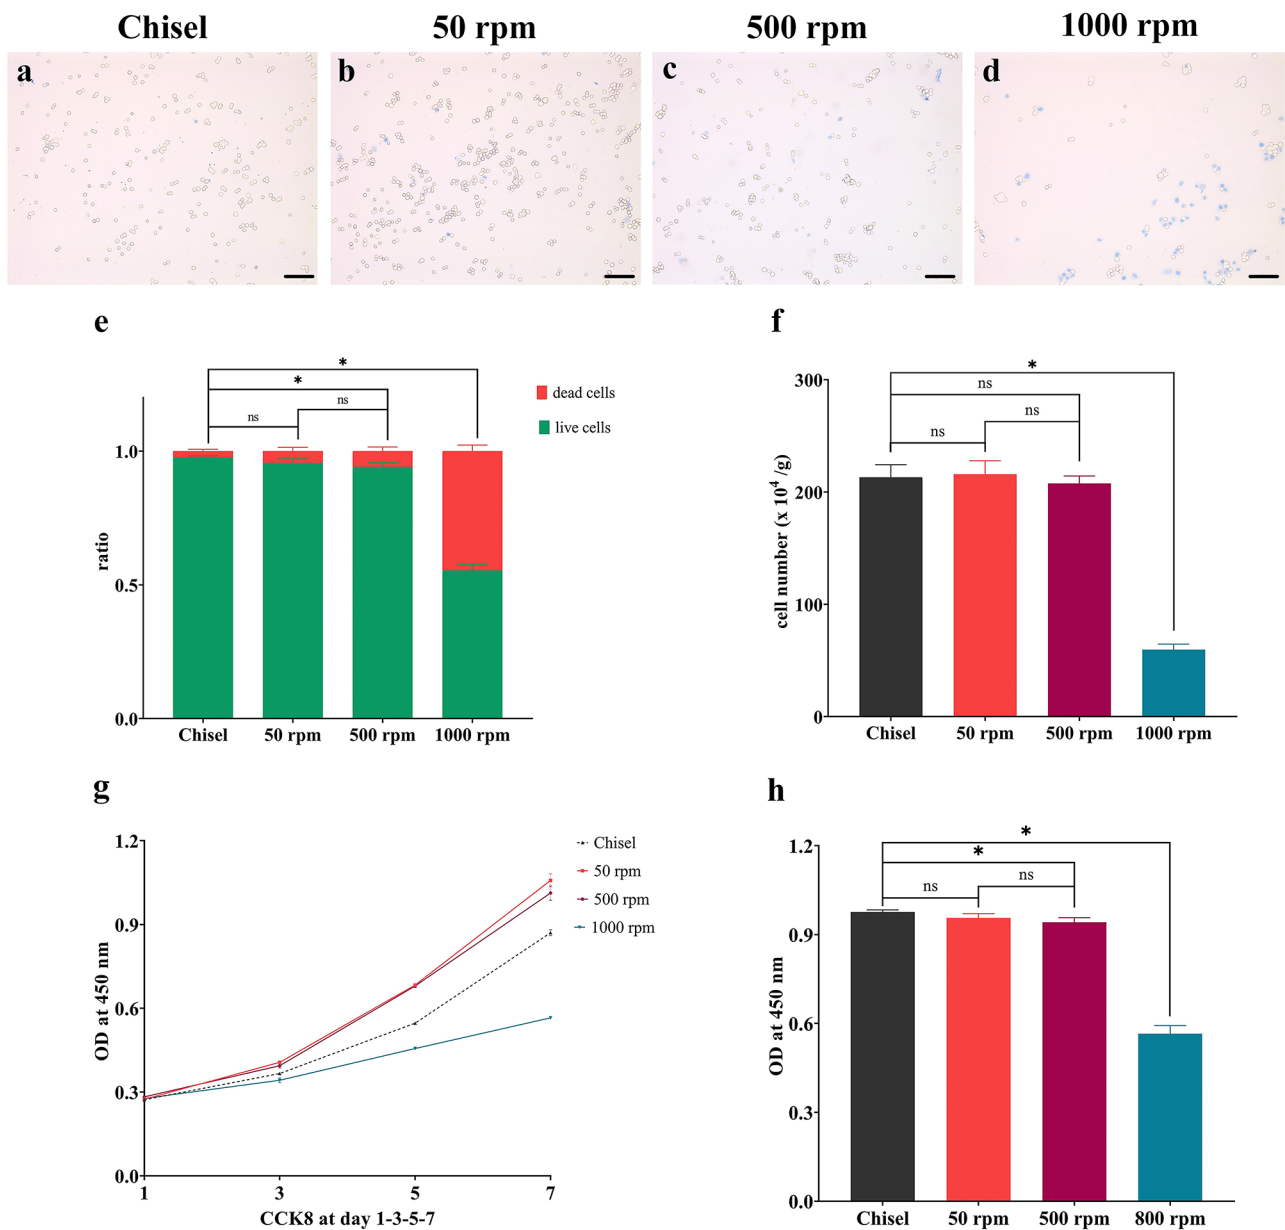 Chisel 50 rpm 500 rpm 1000 rpm
a b c d
e
* 
*
ns
ns
dead cells
live cells
1.0
0.5
0.0
ratio
Chisel 50 rpm 500 rpm 1000 rpm
f
*
ns
ns
ns
300
200
100
0
cell number (x 10⁴ /g)
Chisel 50 rpm 500 rpm 1000 rpm
g
1.2
0.9
0.6
0.3
0.0
OD at 450 nm
Chisel
50 rpm
500 rpm
1000 rpm
1 3 5 7
CCK8 at day 1-3-5-7
h
*
*
ns
ns
1.2
0.9
0.6
0.3
0.0
OD at 450 nm
Chisel 50 rpm 500 rpm 800 rpm